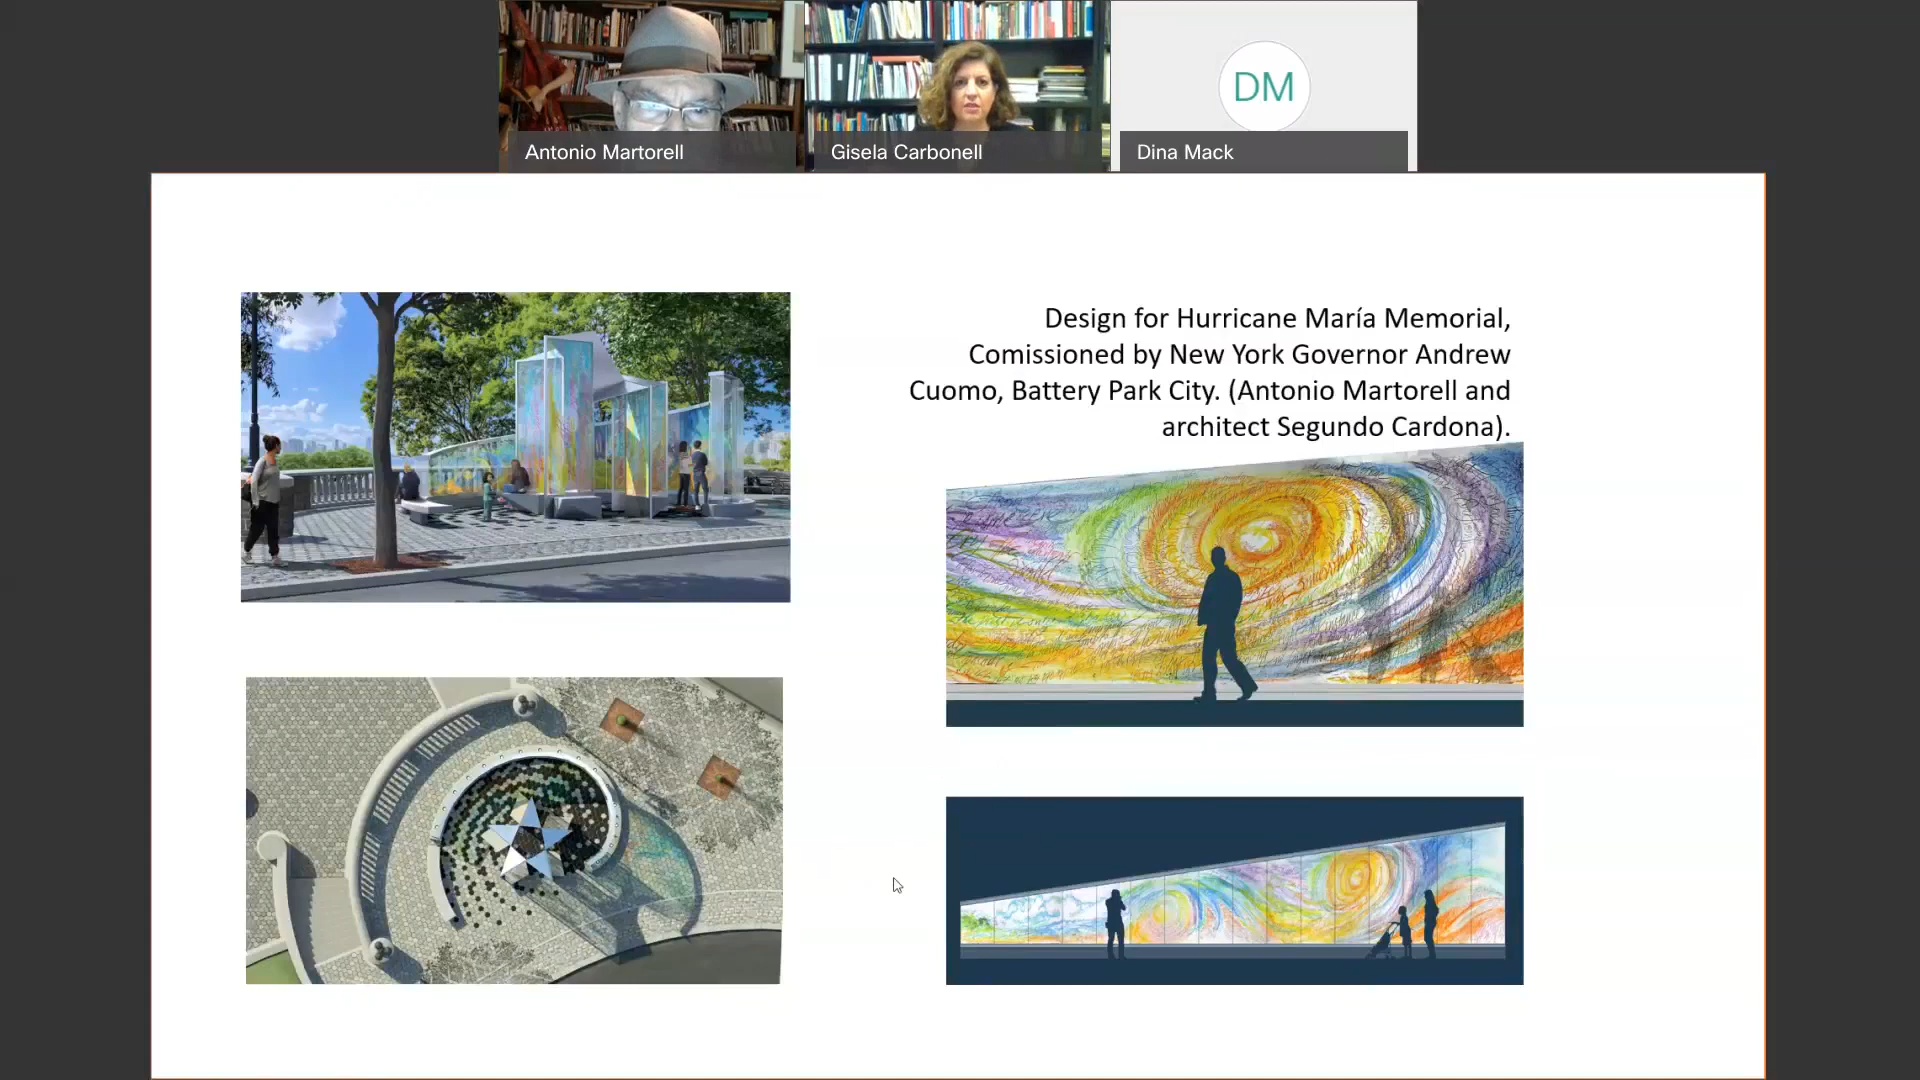 DM
Antonio Martorell
Gisela Carbonell
Dina Mack
Design for Hurricane María Memorial,
Comissioned by New York Governor Andrew
Cuomo, Battery Park City. (Antonio Martorell and
architect Segundo Cardona).